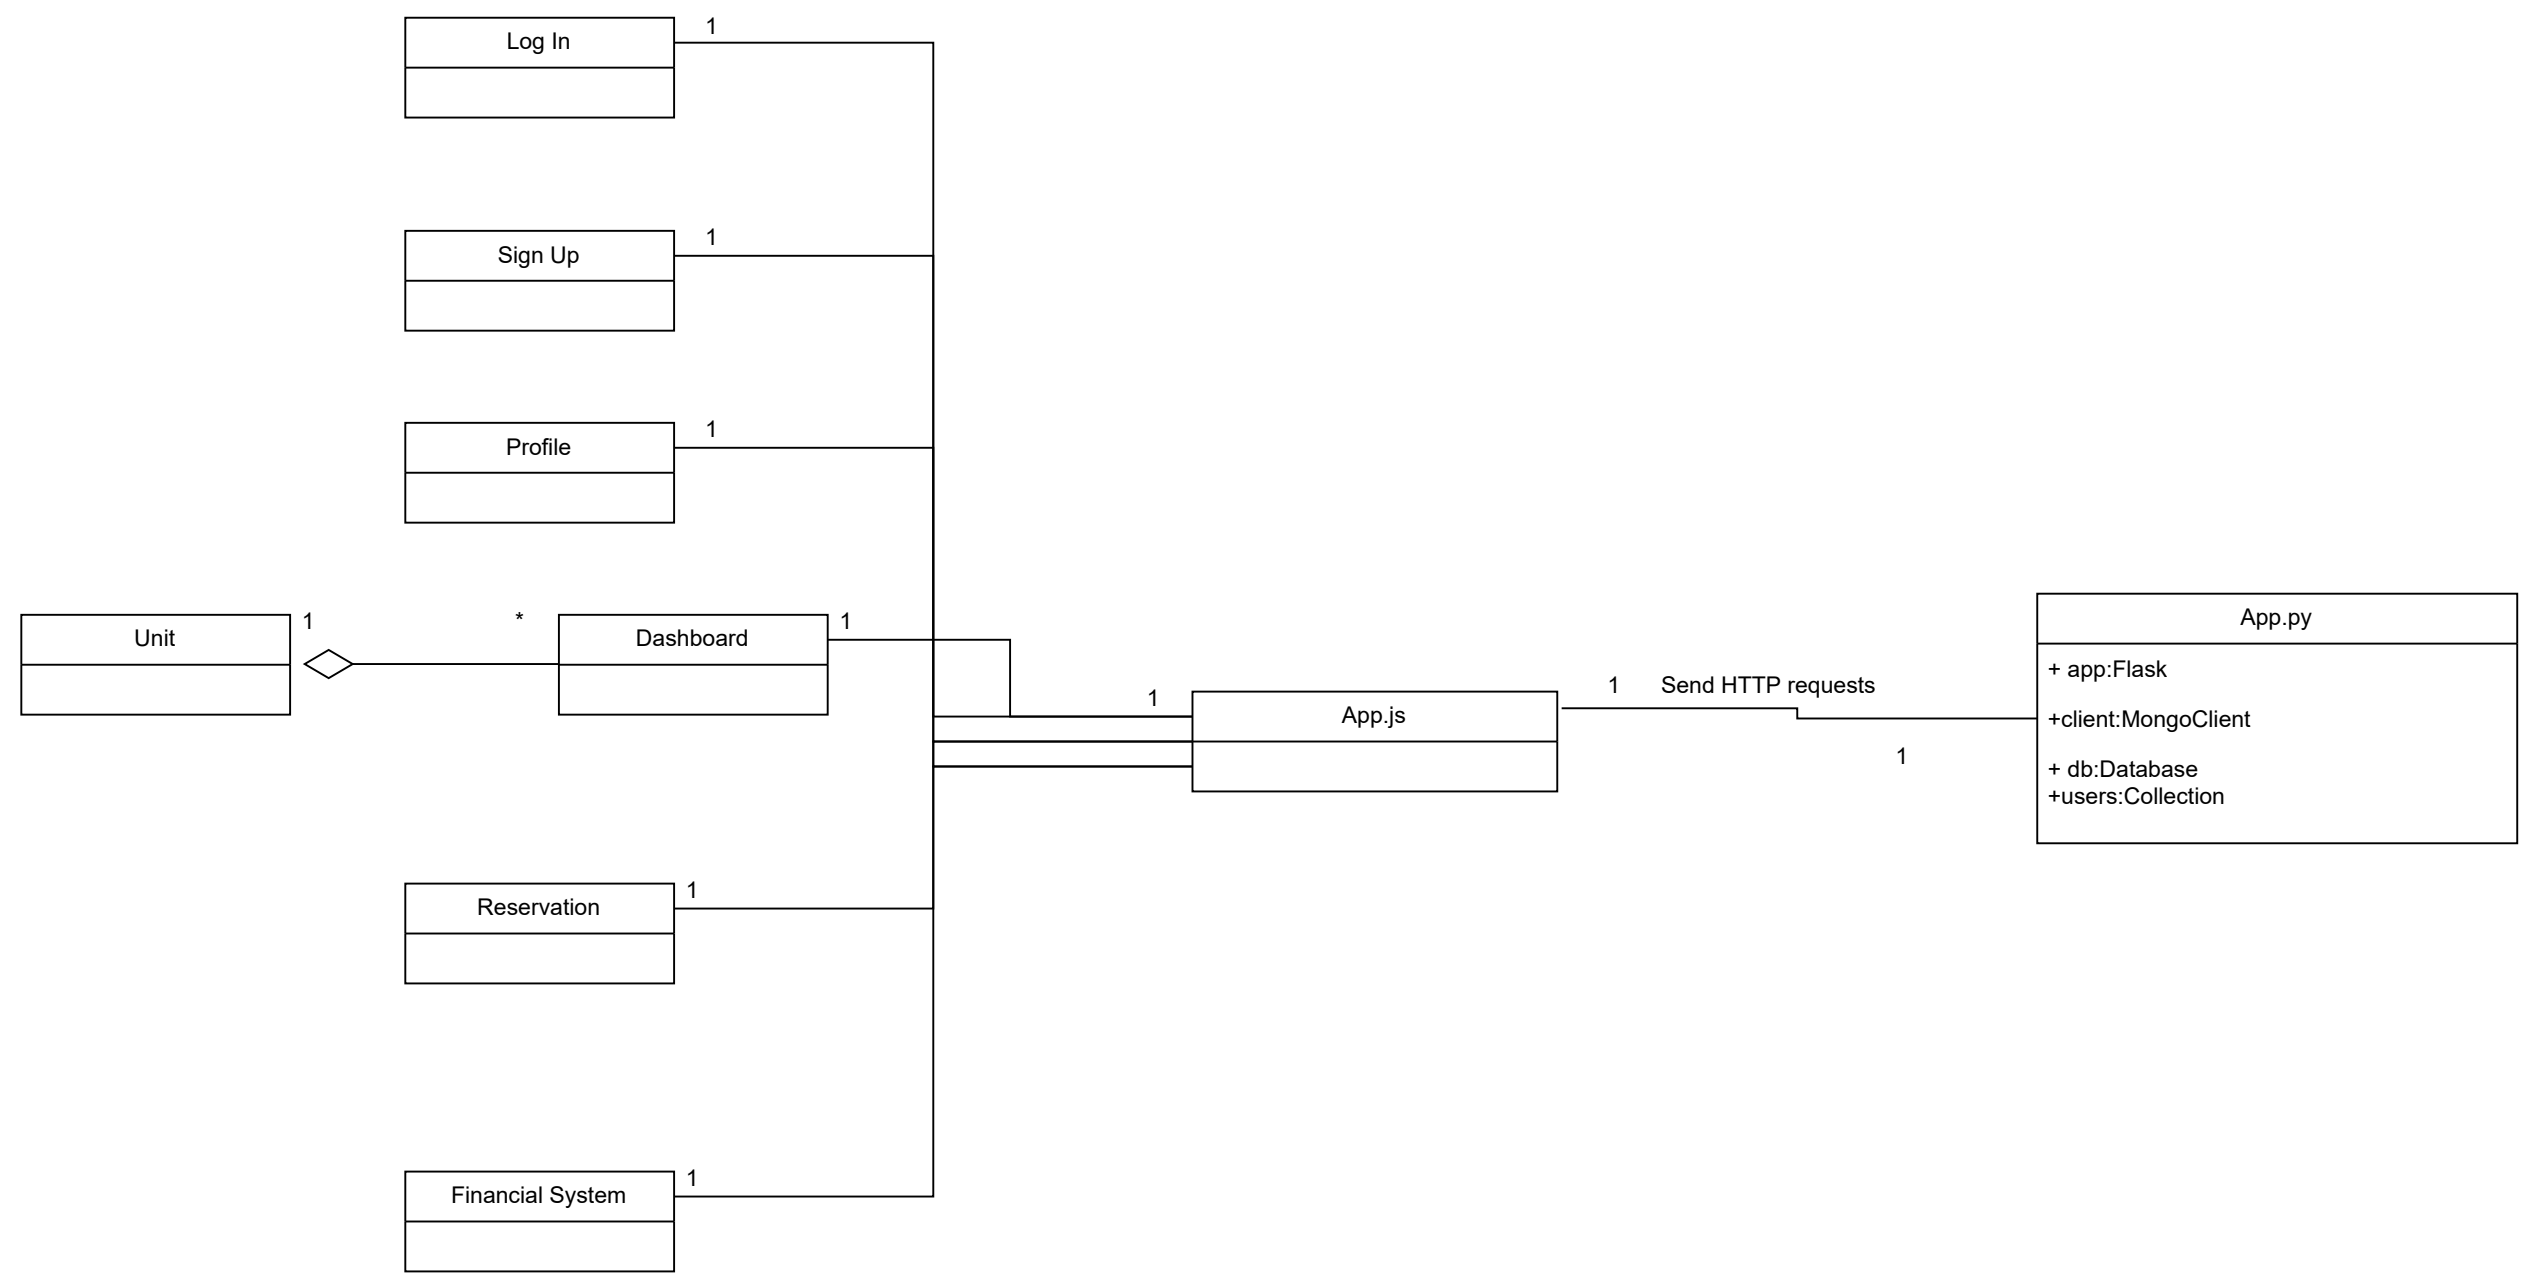 Log In
1
Sign Up
1
Profile
1
Unit
1
*
Dashboard
1
1
App.js
1
Send HTTP requests
1
App.py
+ app:Flask
+client:MongoClient
+ db:Database
+users:Collection
Reservation
1
Financial System
1